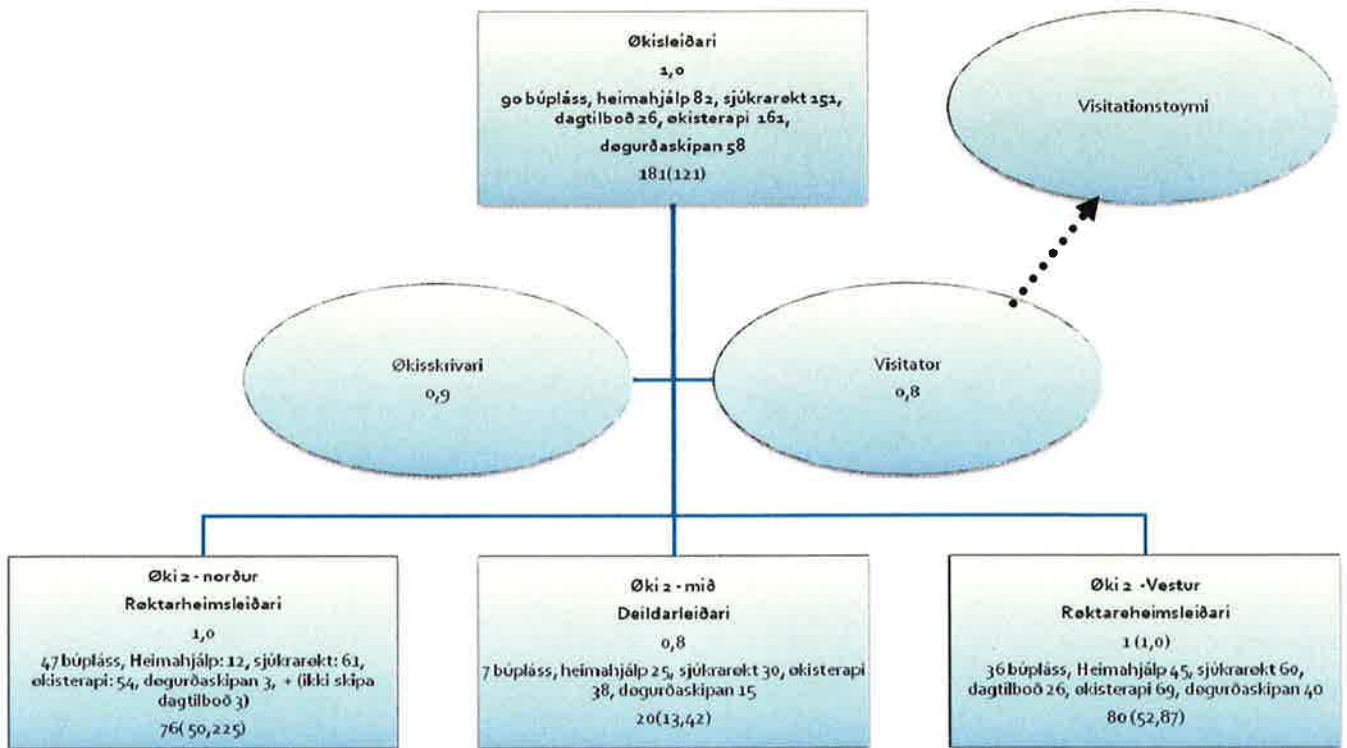 Økisleiðari
1,0
90 búpláss, heimahjálp 82, sjúkrarøkt 151,
dagtilboð 26, økisterapi 161,
døgurðaskipan 58
181(121)
Visitationstoymi
Økisskrivari
0,9
Visitator
0,8
Øki 2 - norður
Røktarheimsleiðari
1,0
47 búpláss, Heimahjálp: 12, sjúkrarøkt: 61,
økisterapi: 54, døgurðaskipan 3, + (ikki skipa
dagtilboð 3)
76( 50,225)
Øki 2 - mið
Deildarleiðari
0,8
7 búpláss, heimahjálp 25, sjúkrarøkt 30, økisterapi
38, døgurðaskipan 15
20(13,42)
Øki 2 -Vestur
Røktareheimsleiðari
1 (1,0)
36 búpláss, Heimahjálp 45, sjúkrarøkt 60,
dagtilboð 26, økisterapi 69, døgurðaskipan 40
80 (52,87)